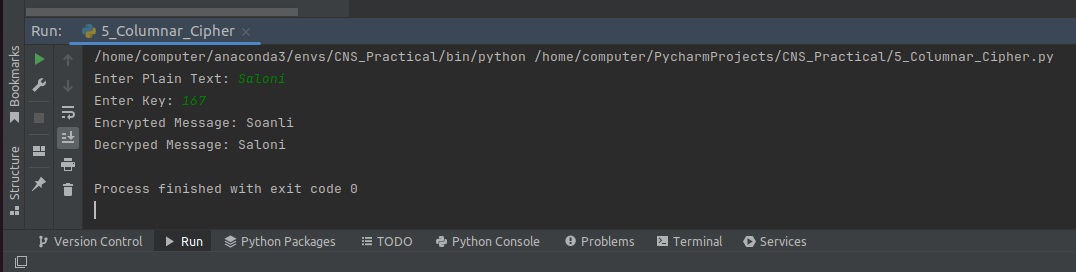 Run: 5_Columnar_Cipher ×
/home/computer/anaconda3/envs/CNS_Practical/bin/python /home/computer/PycharmProjects/CNS_Practical/5_Columnar_Cipher.py
Enter Plain Text: Saloni
Enter Key: 167
Encrypted Message: Soanli
Decryped Message: Saloni
Process finished with exit code 0
Bookmarks
Structure
Version Control Run Python Packages TODO Python Console Problems Terminal Services